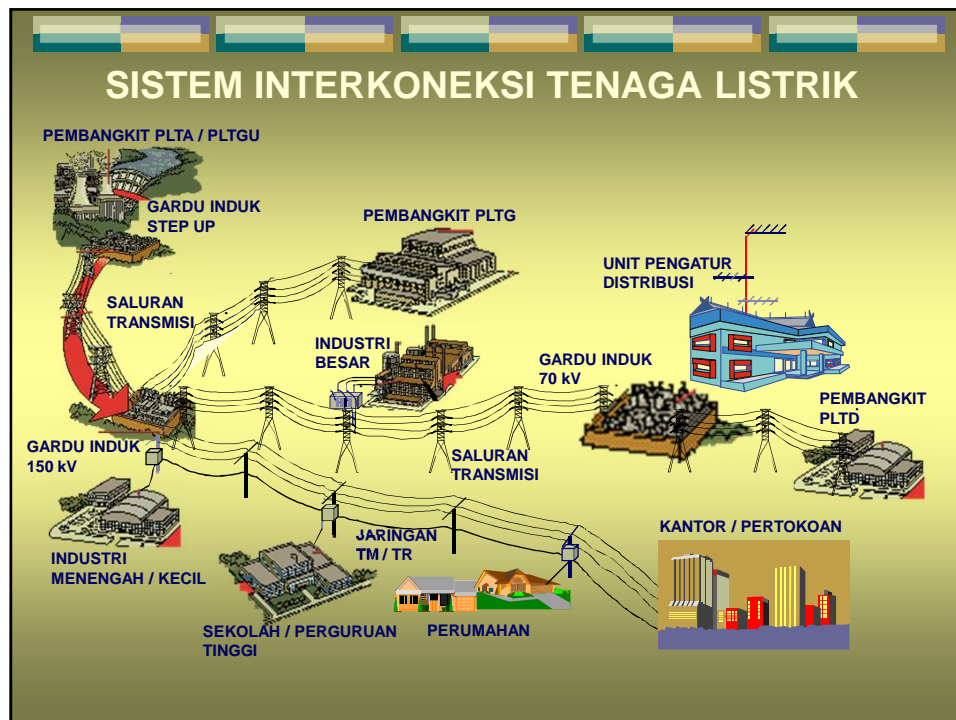 SISTEM INTERKONEKSI TENAGA LISTRIK
PEMBANGKIT PLTA / PLTGU
GARDU INDUK
STEP UP
PEMBANGKIT PLTG
UNIT PENGATUR
DISTRIBUSI
SALURAN
TRANSMISI
INDUSTRI
BESAR
GARDU INDUK
70 kV
PEMBANGKIT
PLTD
GARDU INDUK
150 kV
SALURAN
TRANSMISI
KANTOR / PERTOKOAN
JARINGAN
TM / TR
INDUSTRI
MENENGAH / KECIL
SEKOLAH / PERGURUAN
TINGGI
PERUMAHAN